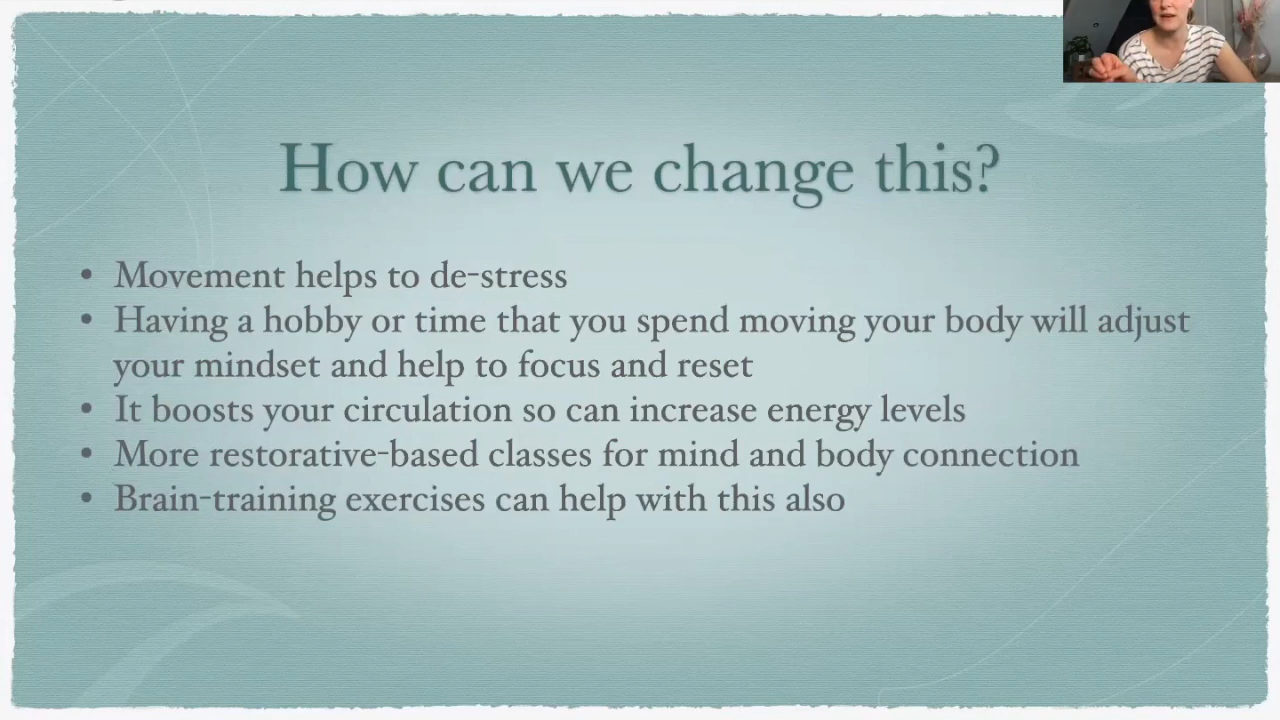 How can we change this?
• Movement helps to de-stress
• Having a hobby or time that you spend moving your body will adjust
your mindset and help to focus and reset
• It boosts your circulation so can increase energy levels
• More restorative-based classes for mind and body connection
• Brain-training exercises can help with this also